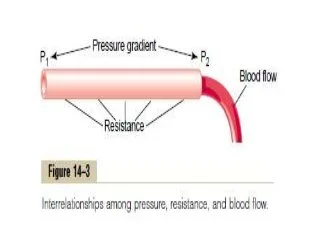 Pressure gradient
P1 P2
Blood flow
Resistance
Figure 14–3
Interrelationships among pressure, resistance, and blood flow.